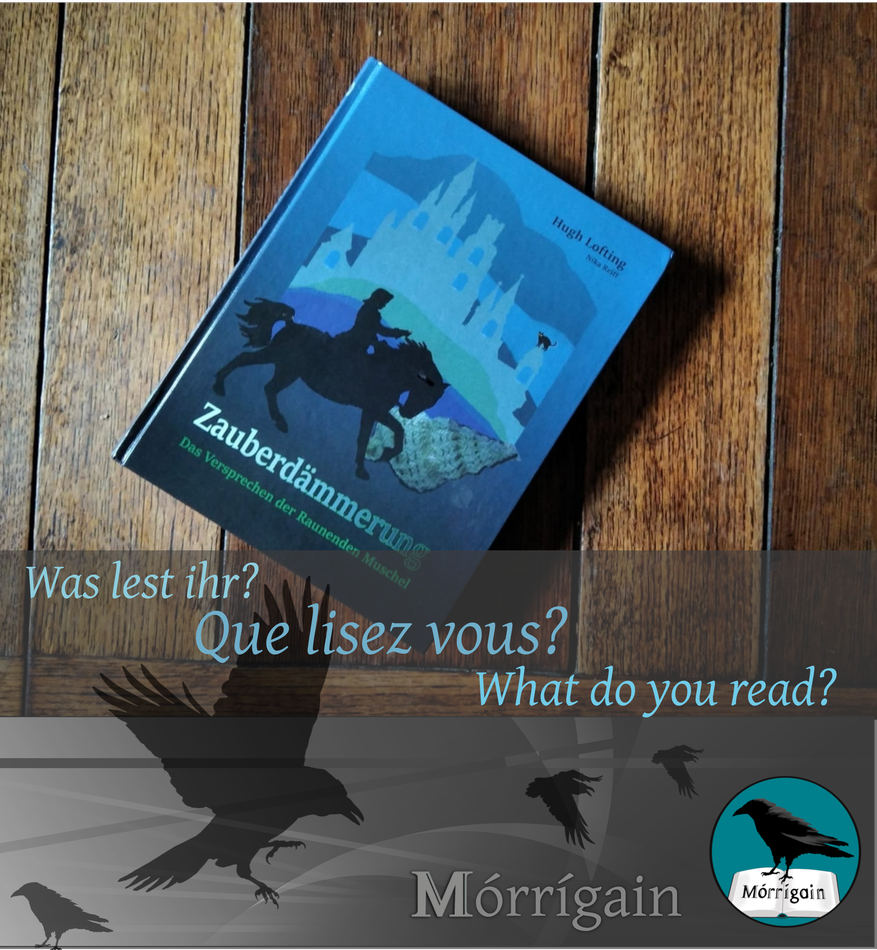 Hugh Lofting
Nika Reiff
Zauberdämmerung
Das Versprechen der Raunenden Muschel
Was lest ihr?
Que lisez vous?
What do you read?
Mórrígain
Mórrígain